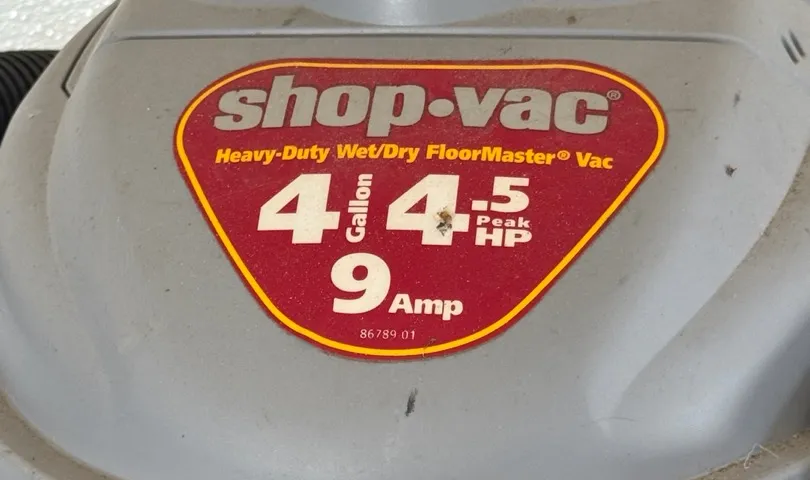 shop•vac®
Heavy-Duty Wet/Dry FloorMaster® Vac
4 Gallon 4.5 Peak HP
9 Amp
86789-01